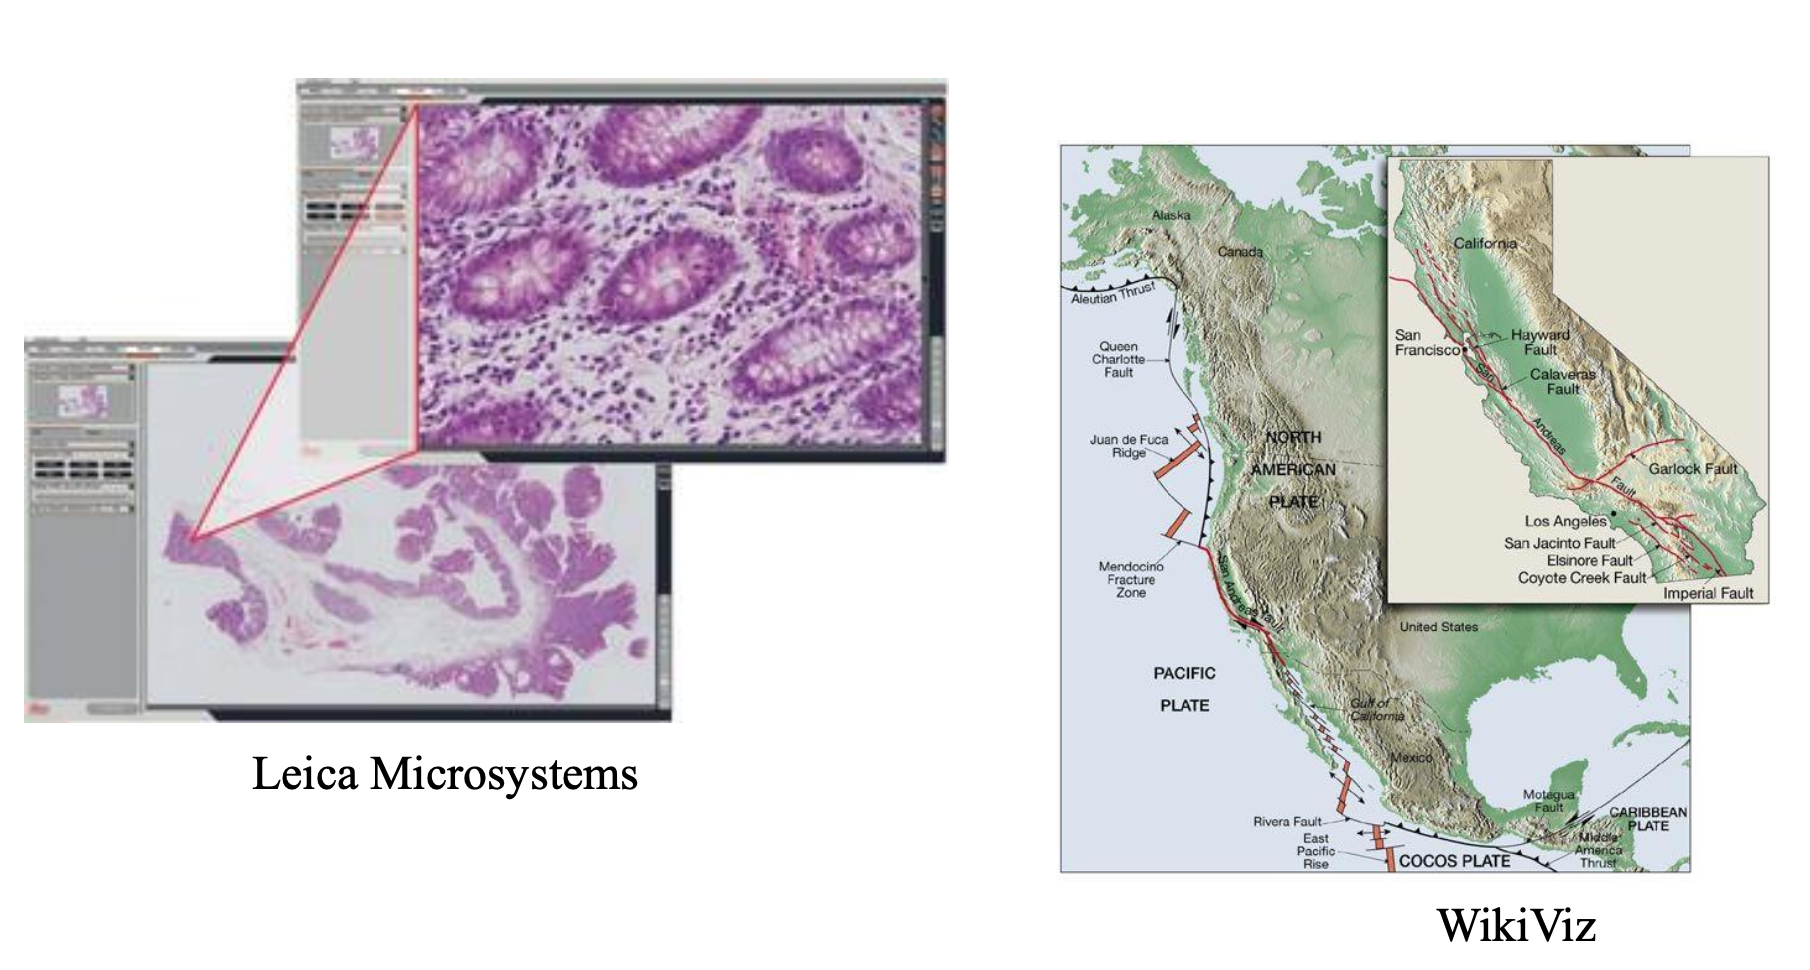 Leica Microsystems
Alaska
Canada
Aleutian Thrust
Queen
Charlotte
Fault
Juan de Fuca
Ridge
NORTH
AMERICAN
PLATE
Mendocino
Fracture
Zone
San Andreas fault
PACIFIC
PLATE
United States
Gulf of
California
Mexico
Rivera Fault
East
Pacific
Rise
COCOS PLATE
Motagua
Fault
CARIBBEAN
PLATE
Middle
America
Thrust
California
San
Francisco
Hayward
Fault
Calaveras
Fault
San
Andreas
Fault
Garlock Fault
Los Angeles
San Jacinto Fault
Elsinore Fault
Coyote Creek Fault
Imperial Fault
WikiViz